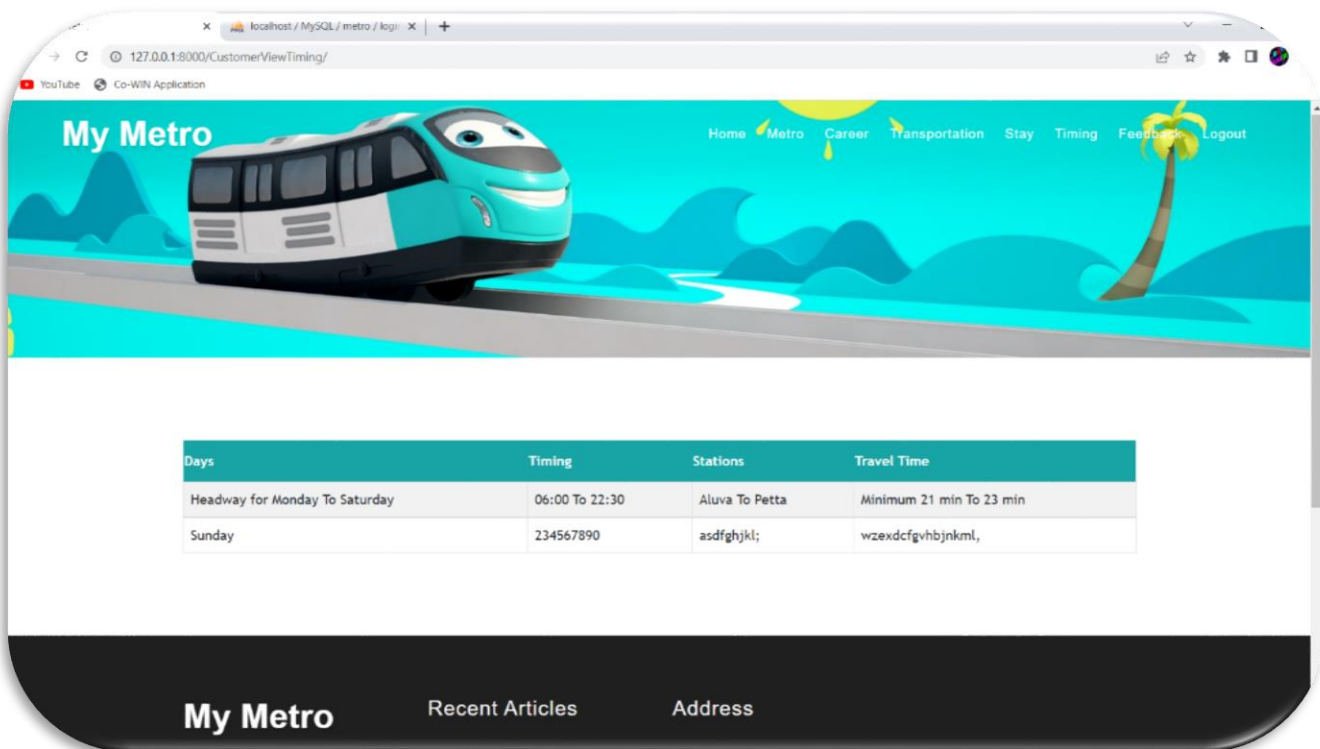 localhost / MySQL / metro / logi
127.0.0.1:8000/CustomerViewTiming/
YouTube Co-WIN Application
My Metro Home Metro Career Transportation Stay Timing Feedback Logout
Days Timing Stations Travel Time
Headway for Monday To Saturday 06:00 To 22:30 Aluva To Petta Minimum 21 min To 23 min
Sunday 234567890 asdfghjkl; wzexdcfgvhbjnkml,
My Metro Recent Articles Address